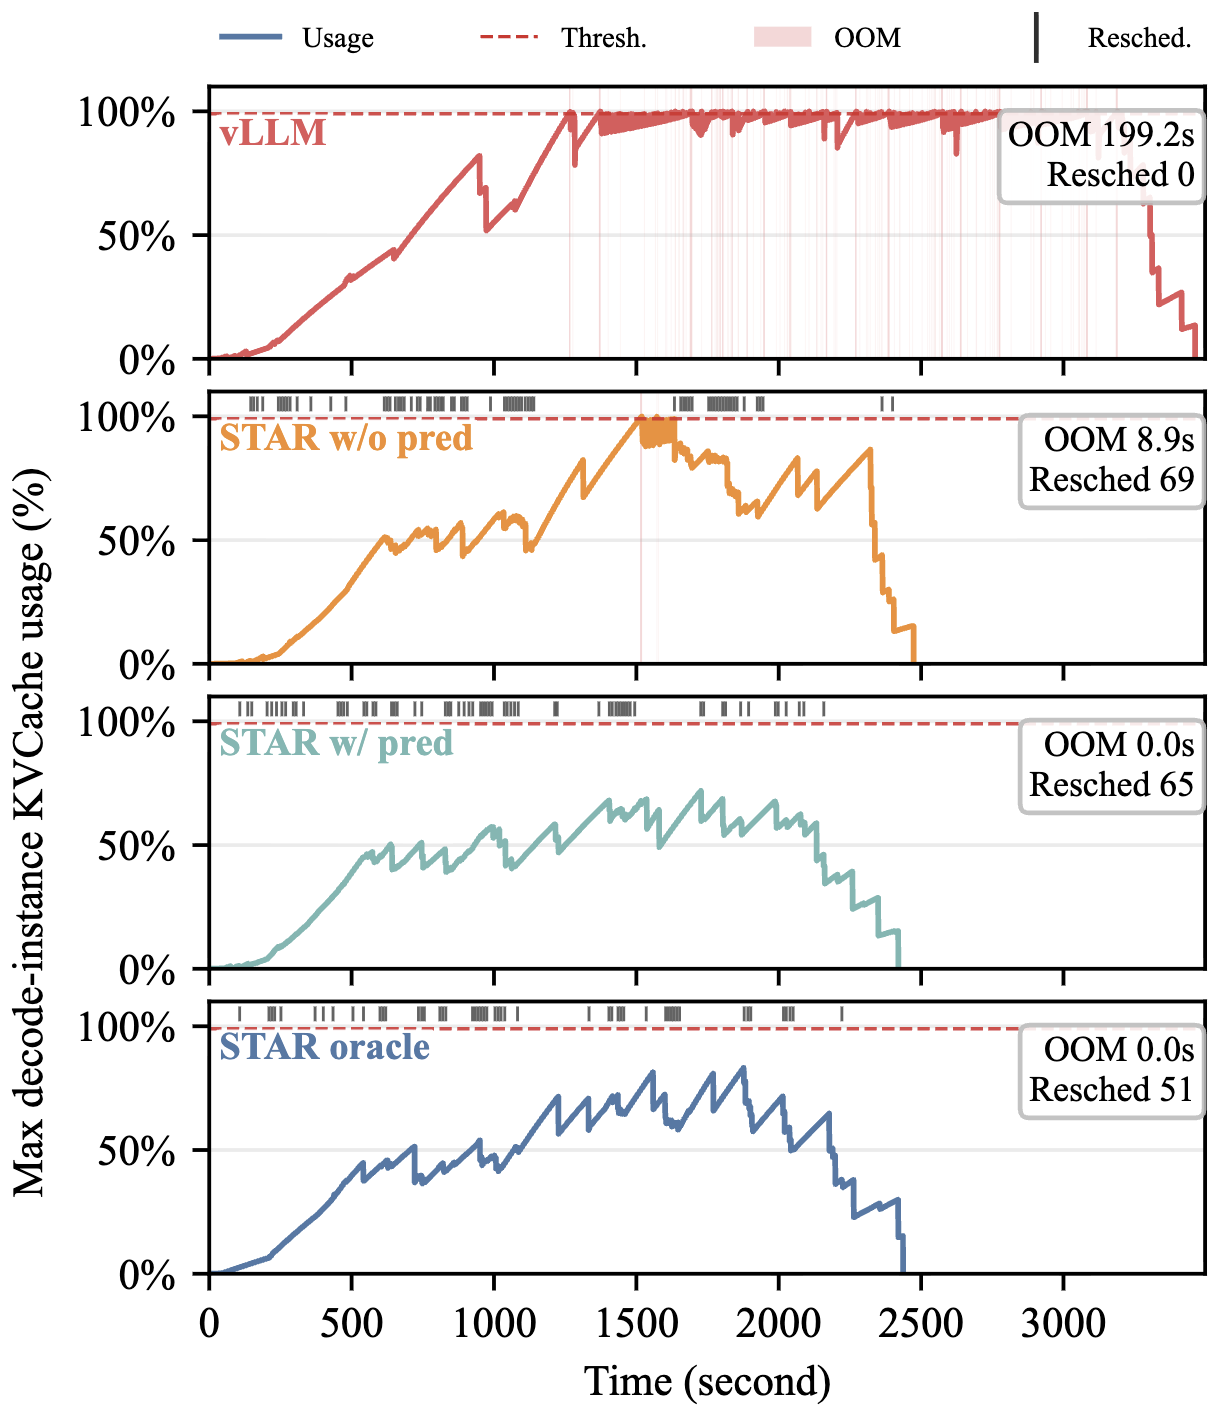 Usage Thresh. OOM Resched.
Max decode-instance KVCache usage (%)
100%
50%
0%
vLLM
OOM 199.2s
Resched 0
100%
50%
0%
STAR w/o pred
OOM 8.9s
Resched 69
100%
50%
0%
STAR w/ pred
OOM 0.0s
Resched 65
100%
50%
0%
STAR oracle
OOM 0.0s
Resched 51
0 500 1000 1500 2000 2500 3000
Time (second)